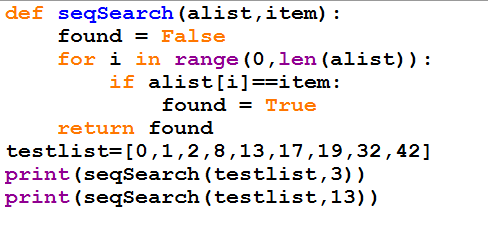 def seqSearch(alist,item):
    found = False
    for i in range(0,len(alist)):
        if alist[i]==item:
            found = True
    return found
testlist=[0,1,2,8,13,17,19,32,42]
print(seqSearch(testlist,3))
print(seqSearch(testlist,13))